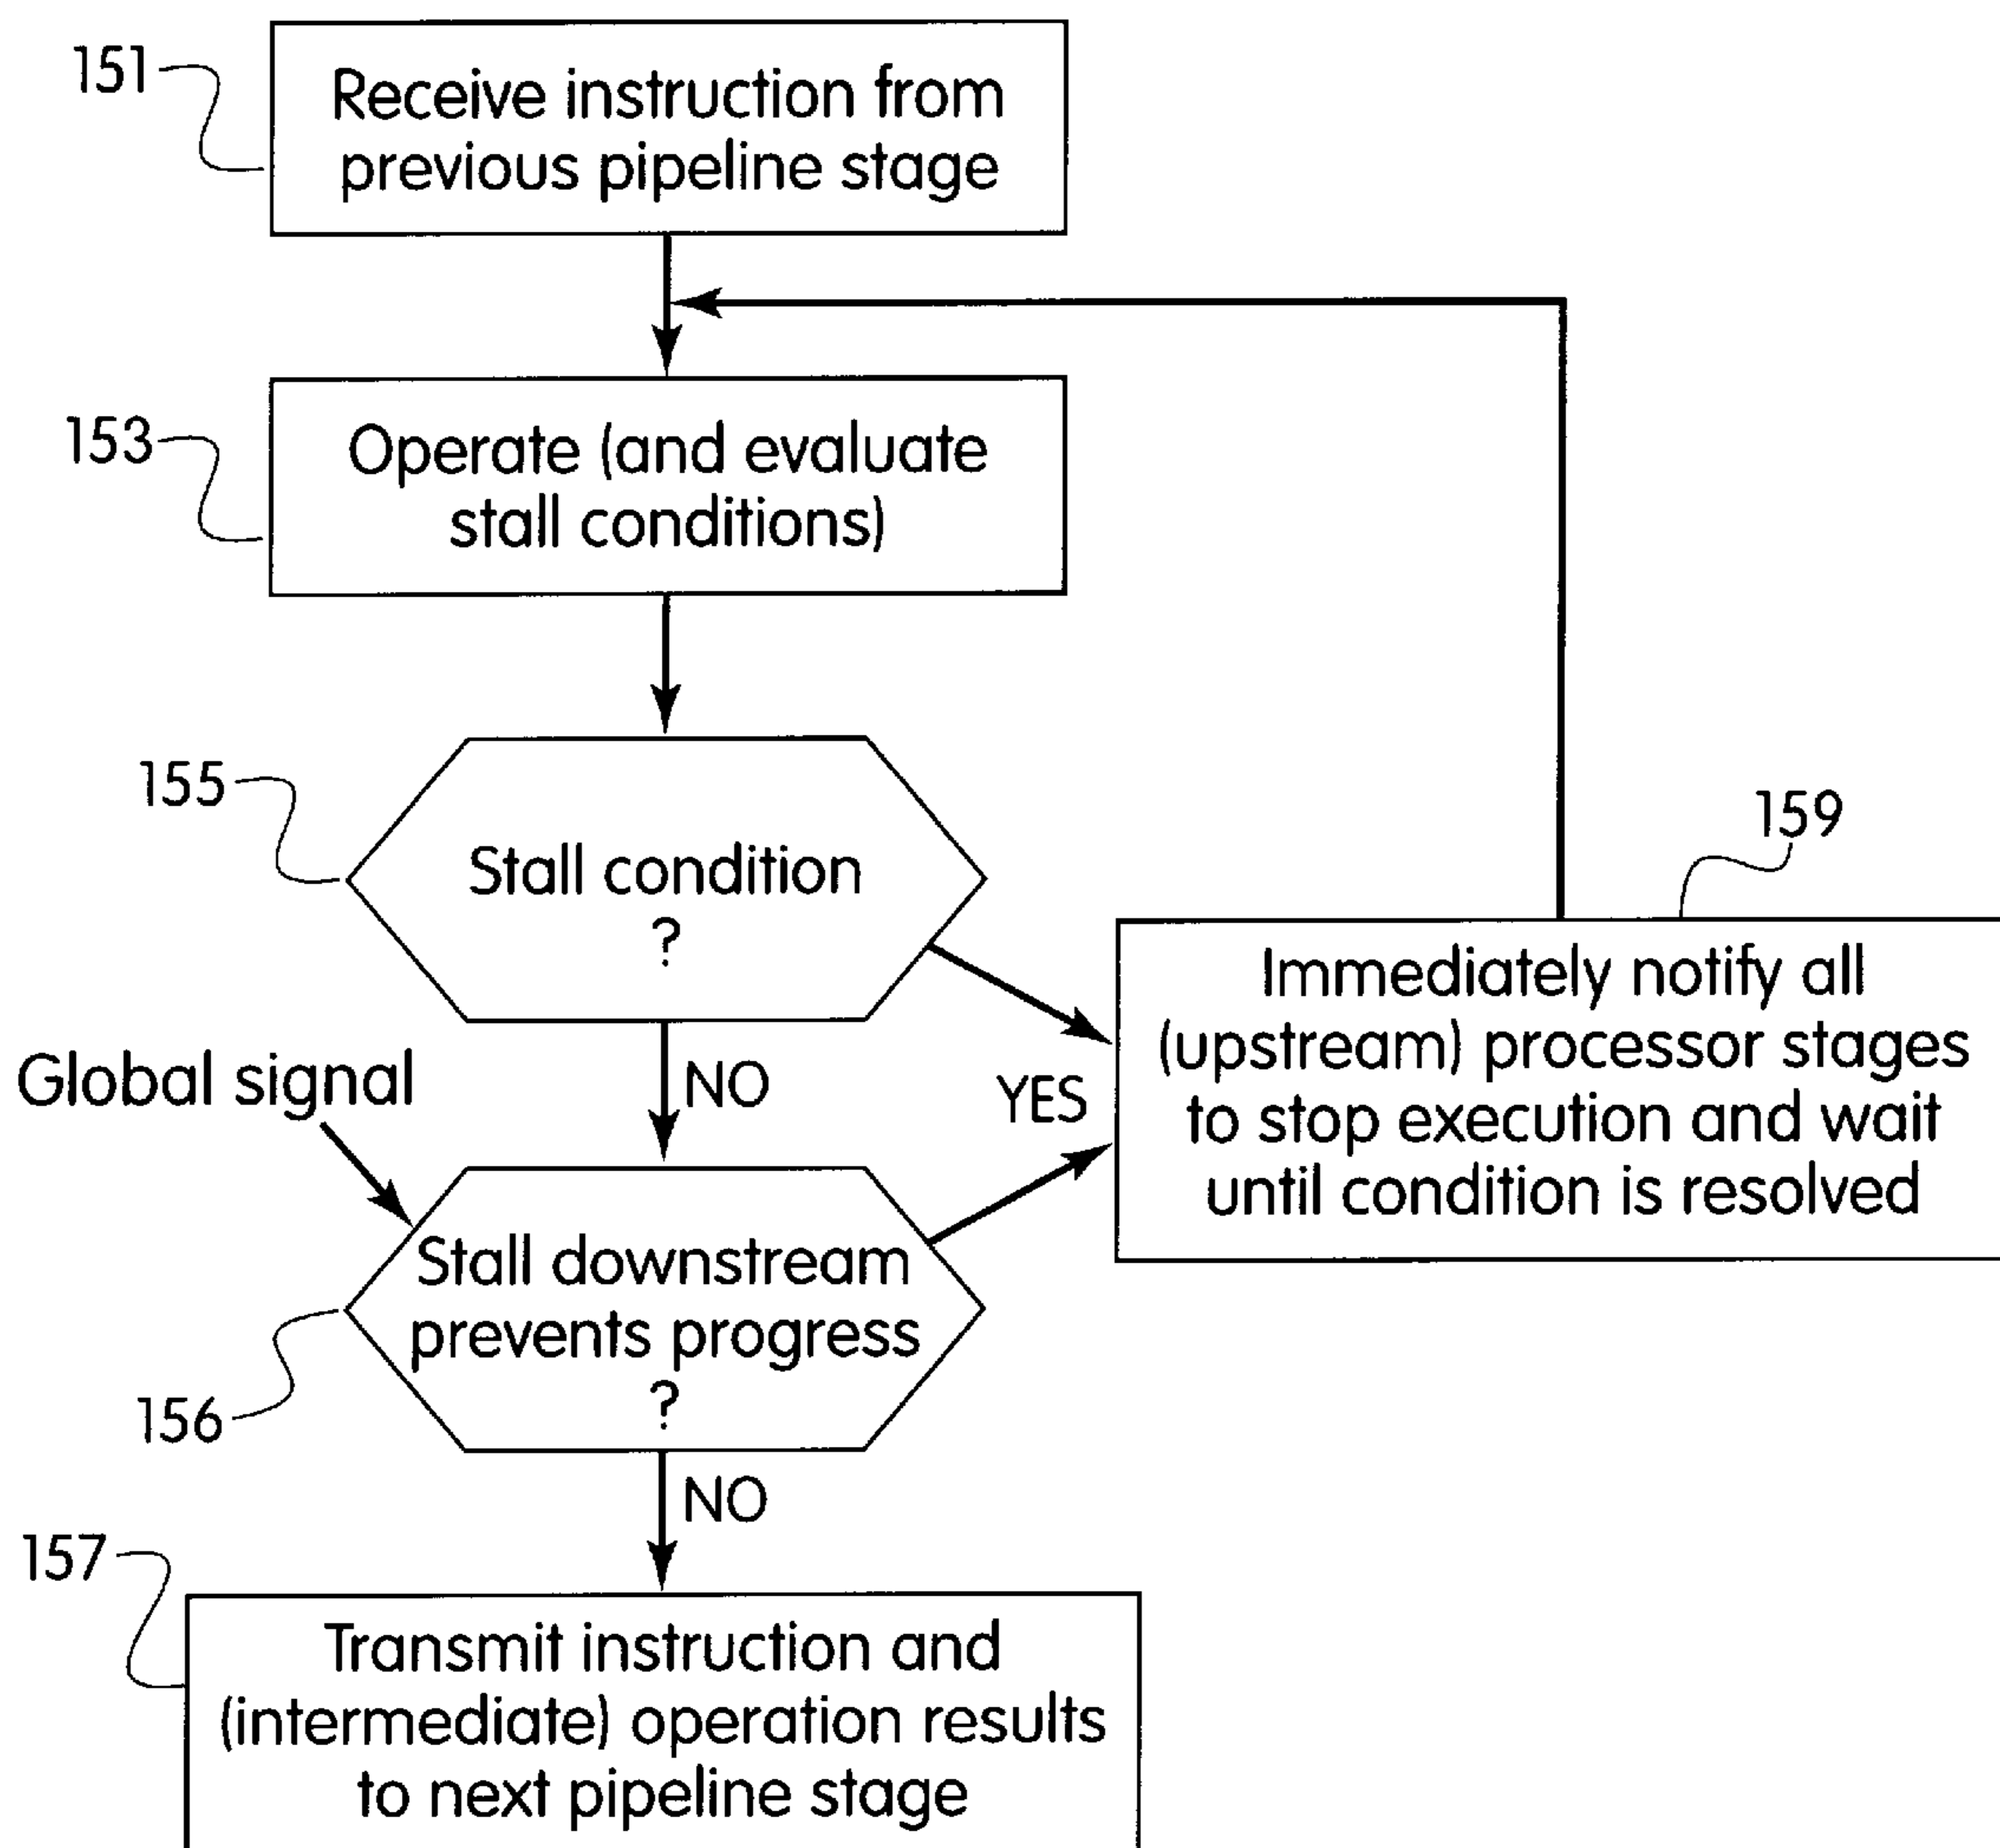 151
Receive instruction from
previous pipeline stage
153
Operate (and evaluate
stall conditions)
155
Stall condition
?
159
Immediately notify all
(upstream) processor stages
to stop execution and wait
until condition is resolved
Global signal
NO
YES
Stall downstream
prevents progress
?
156
NO
157
Transmit instruction and
(intermediate) operation results
to next pipeline stage